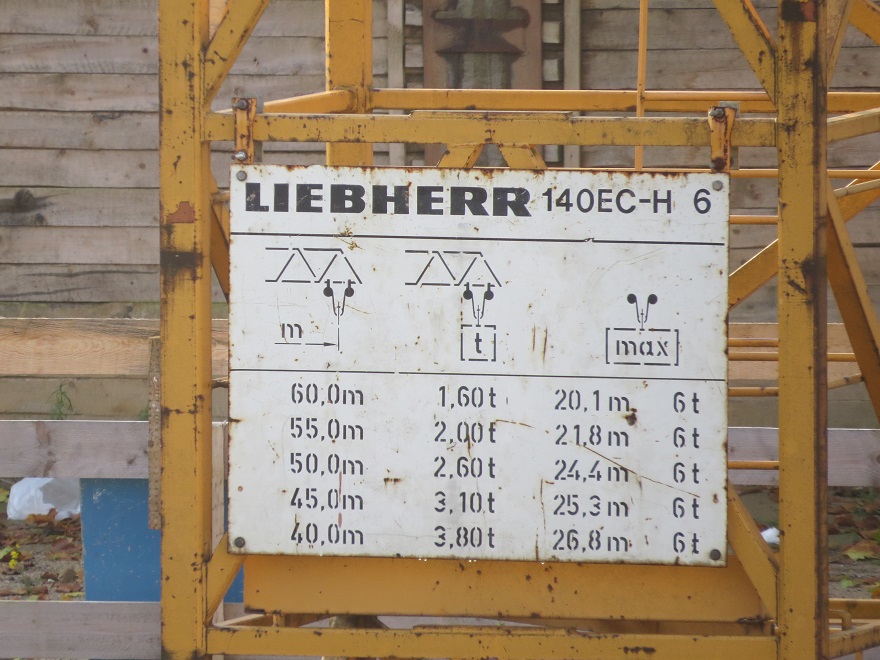 LIEBHERR 140EC-H 6
m t max
60,0m 1,60t 20,1m 6t
55,0m 2,00t 21,8m 6t
50,0m 2,60t 24,4m 6t
45,0m 3,10t 25,3m 6t
40,0m 3,80t 26,8m 6t